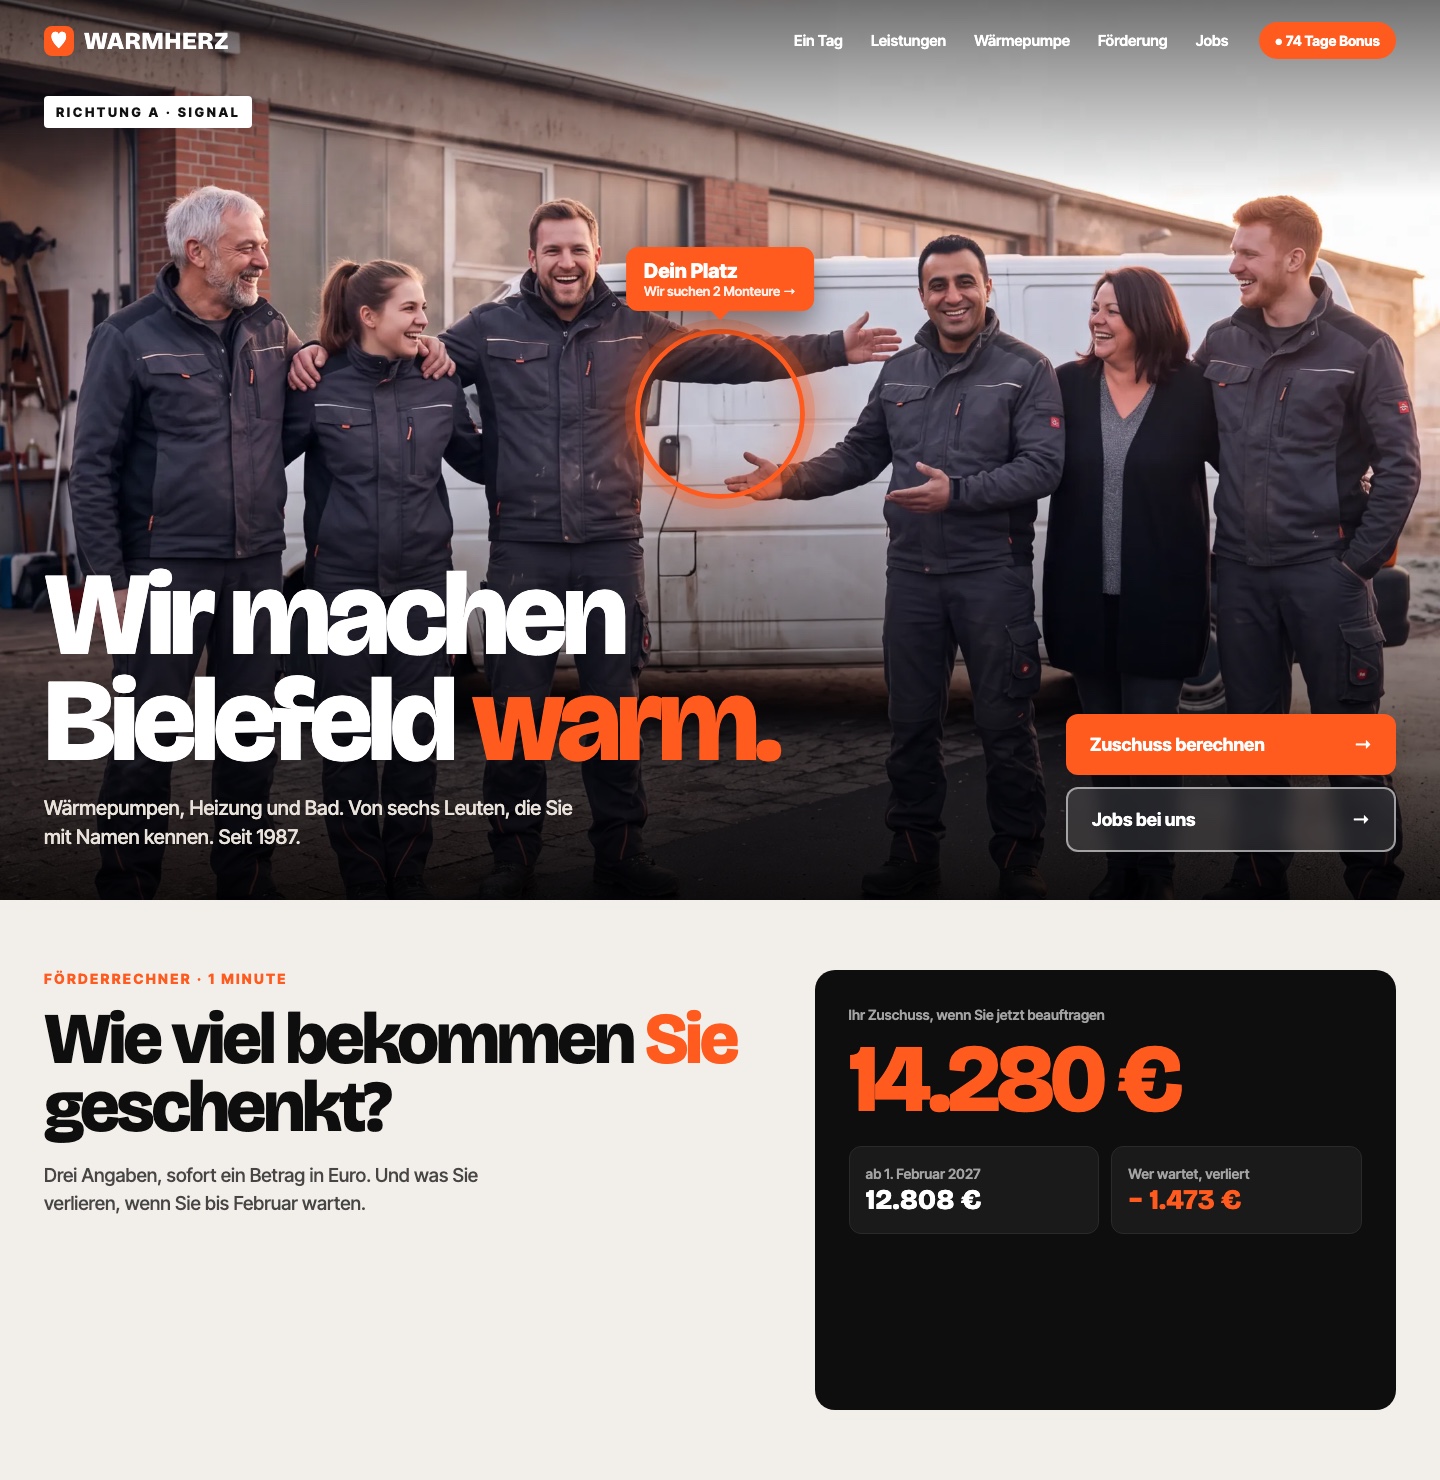 WARMHERZ
Ein Tag
Leistungen
Wärmepumpe
Förderung
Jobs
● 74 Tage Bonus
RICHTUNG A · SIGNAL
Dein Platz
Wir suchen 2 Monteure →
Wir machen
Bielefeld warm.
Wärmepumpen, Heizung und Bad. Von sechs Leuten, die Sie
mit Namen kennen. Seit 1987.
Zuschuss berechnen →
Jobs bei uns →
FÖRDERRECHNER · 1 MINUTE
Wie viel bekommen Sie
geschenkt?
Drei Angaben, sofort ein Betrag in Euro. Und was Sie
verlieren, wenn Sie bis Februar warten.
Ihr Zuschuss, wenn Sie jetzt beauftragen
14.280 €
ab 1. Februar 2027
12.808 €
Wer wartet, verliert
− 1.473 €